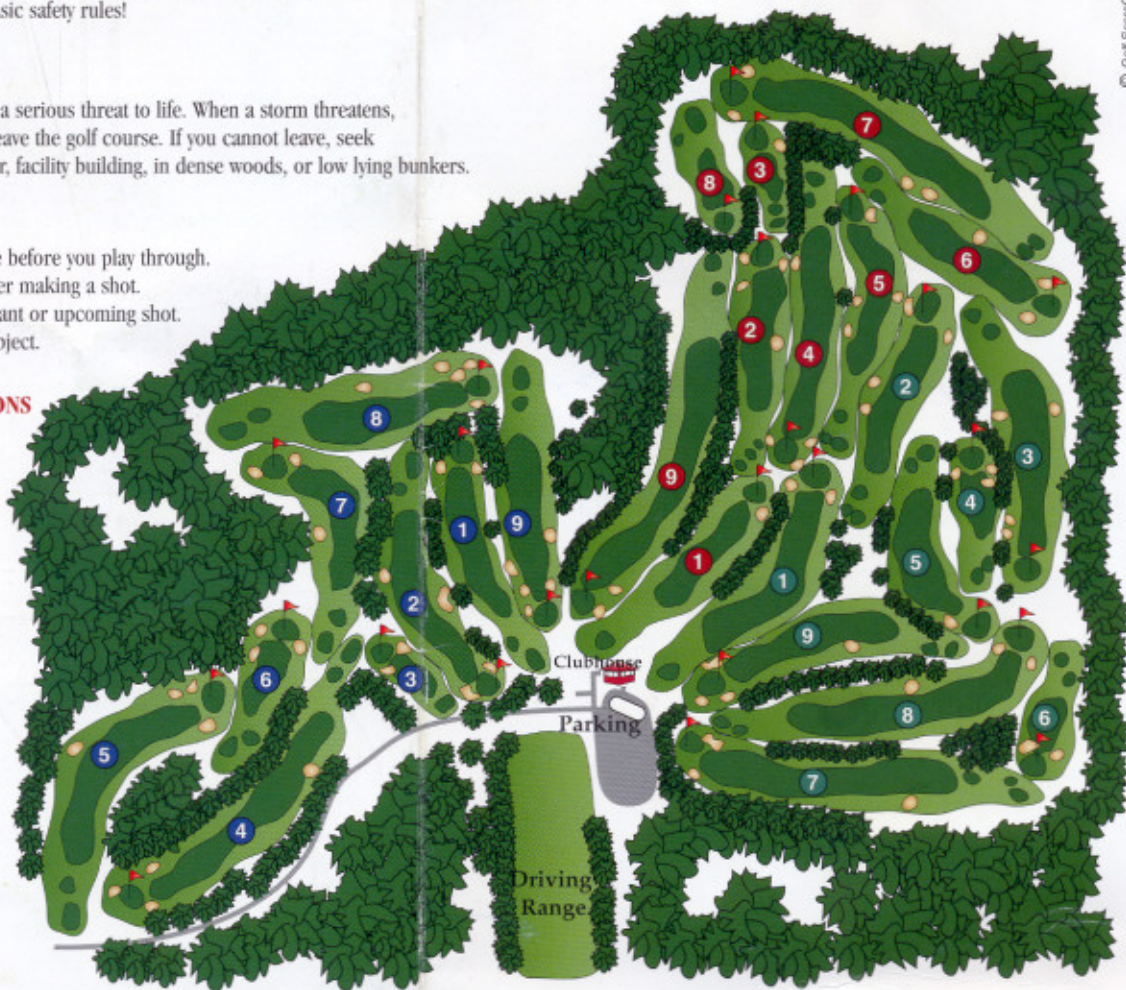 sic safety rules!
a serious threat to life. When a storm threatens,
eave the golf course. If you cannot leave, seek
r, facility building, in dense woods, or low lying bunkers.
e before you play through.
er making a shot.
ant or upcoming shot.
bject.
ONS
7
8
3
6
5
2
4
2
8
3
9
7
1
9
4
5
1
1
2
9
6
3
8
6
5
7
4
Clubhouse
Parking
Driving
Range
© Golf